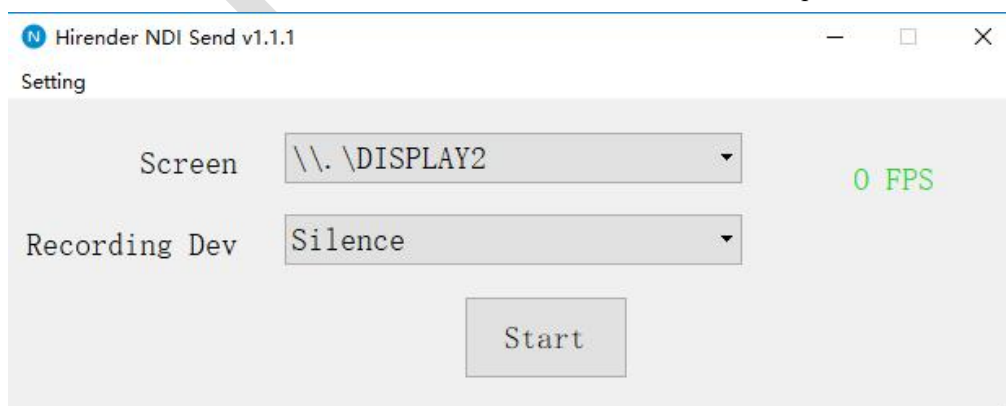 N Hirender NDI Send v1.1.1
Setting
Screen \\.\DISPLAY2
0 FPS
Recording Dev Silence
Start